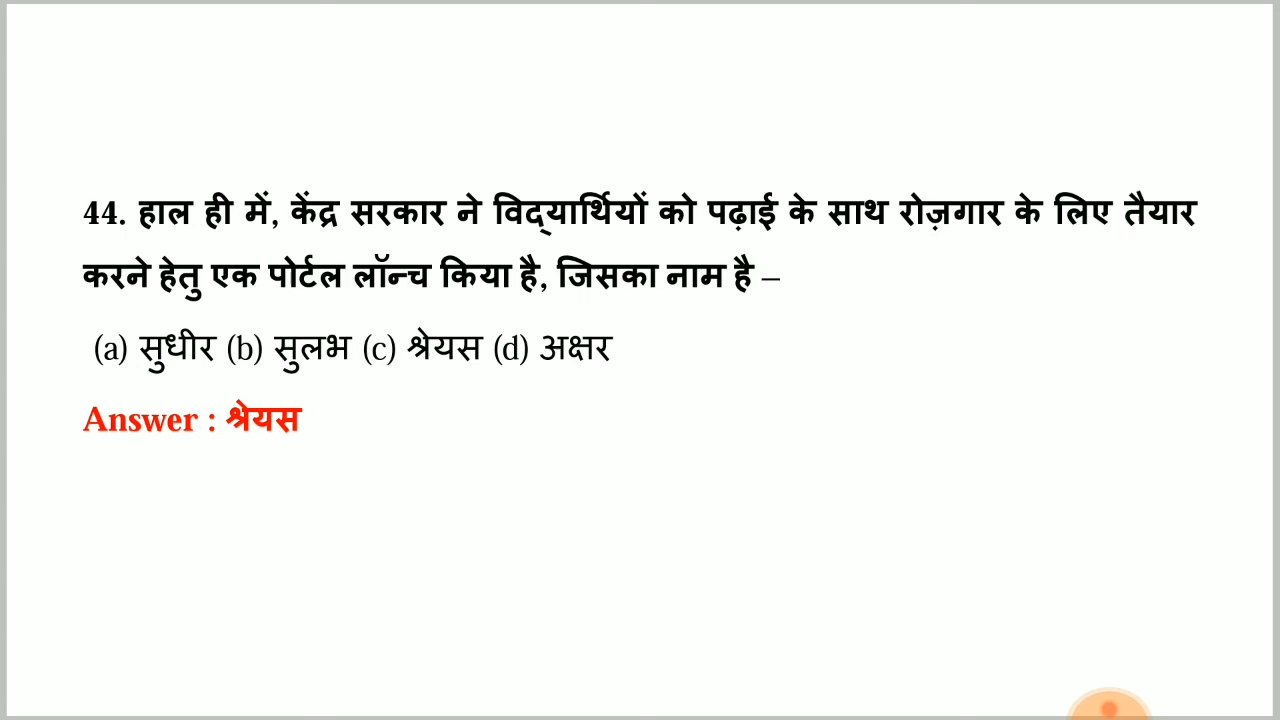 44. हाल ही में, केंद्र सरकार ने विद्यार्थियों को पढ़ाई के साथ रोज़गार के लिए तैयार
करने हेतु एक पोर्टल लॉन्च किया है, जिसका नाम है –
(a) सुधीर (b) सुलभ (c) श्रेयस (d) अक्षर
Answer : श्रेयस